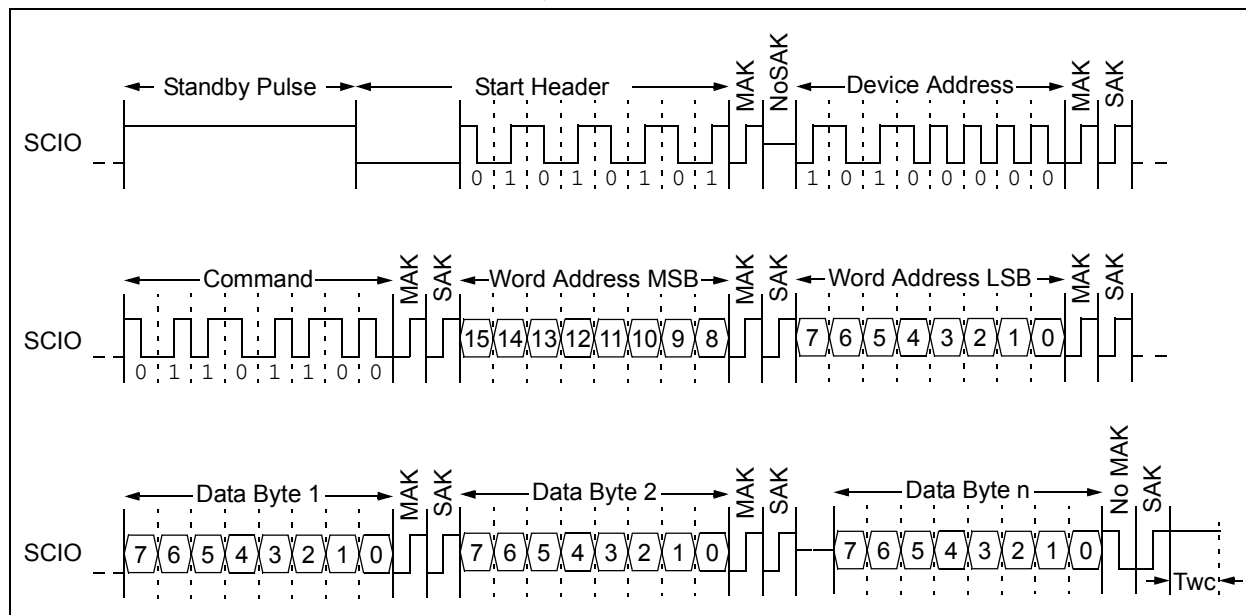 Standby Pulse
Start Header
MAK
NoSAK
Device Address
MAK
SAK
SCIO
0 1 0 1 0 1 0 1
1 0 1 0 0 0 0 0
Command
MAK
SAK
Word Address MSB
MAK
SAK
Word Address LSB
MAK
SAK
SCIO
0 1 1 0 1 1 0 0
15 14 13 12 11 10 9 8
7 6 5 4 3 2 1 0
Data Byte 1
MAK
SAK
Data Byte 2
MAK
SAK
Data Byte n
No MAK
SAK
SCIO
7 6 5 4 3 2 1 0
7 6 5 4 3 2 1 0
7 6 5 4 3 2 1 0
Twc